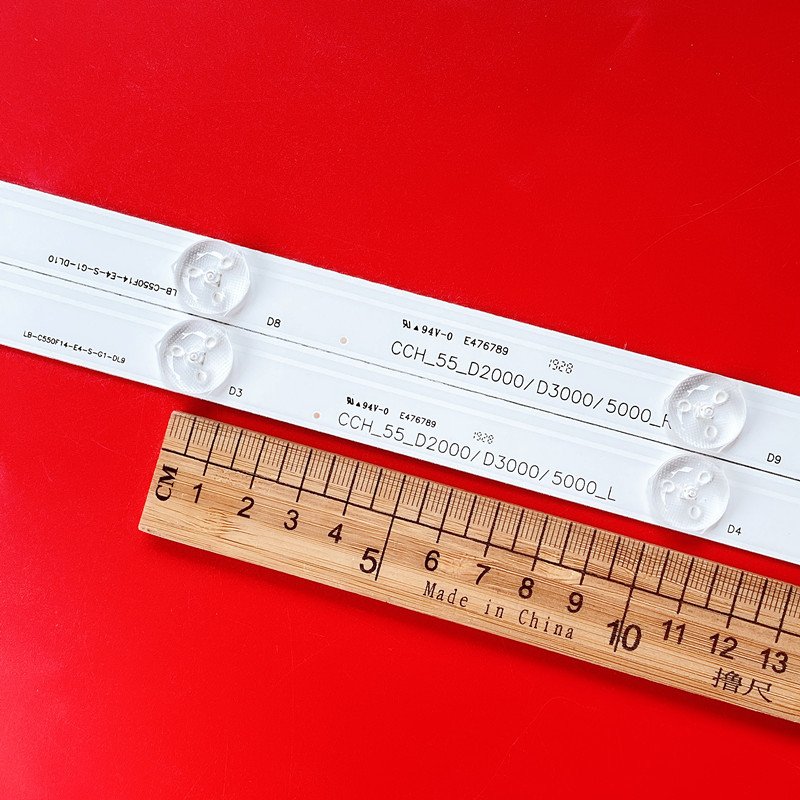 LB-C550F14-E4-S-G1-DL10
D8
▲94V-0 E476789
1928
CCH_55_D2000/D3000/5000_R
D9
LB-C550F14-E4-S-G1-DL9
D3
▲94V-0 E476789
1928
CCH_55_D2000/D3000/5000_L
D4
CM 1 2 3 4 5 6 7 8 9 10 11 12 13
Made in China
撸尺